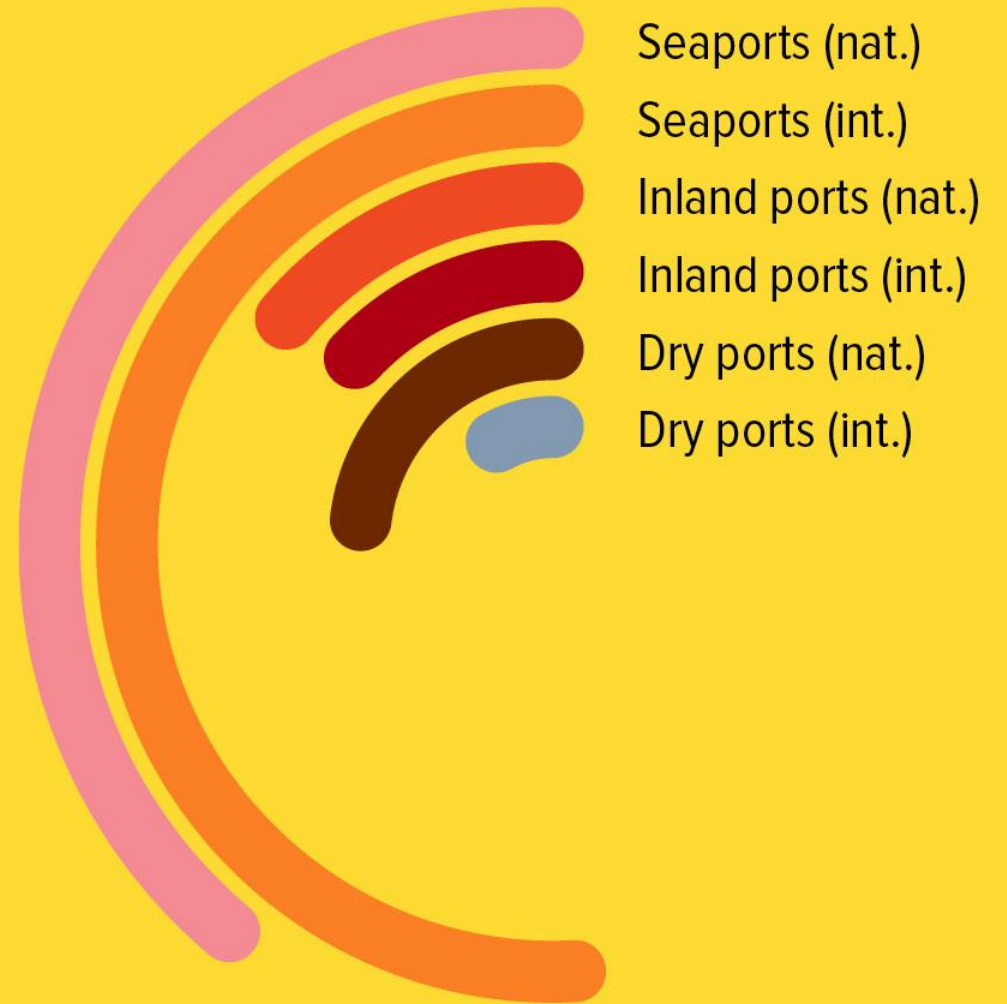 Seaports (nat.)
Seaports (int.)
Inland ports (nat.)
Inland ports (int.)
Dry ports (nat.)
Dry ports (int.)